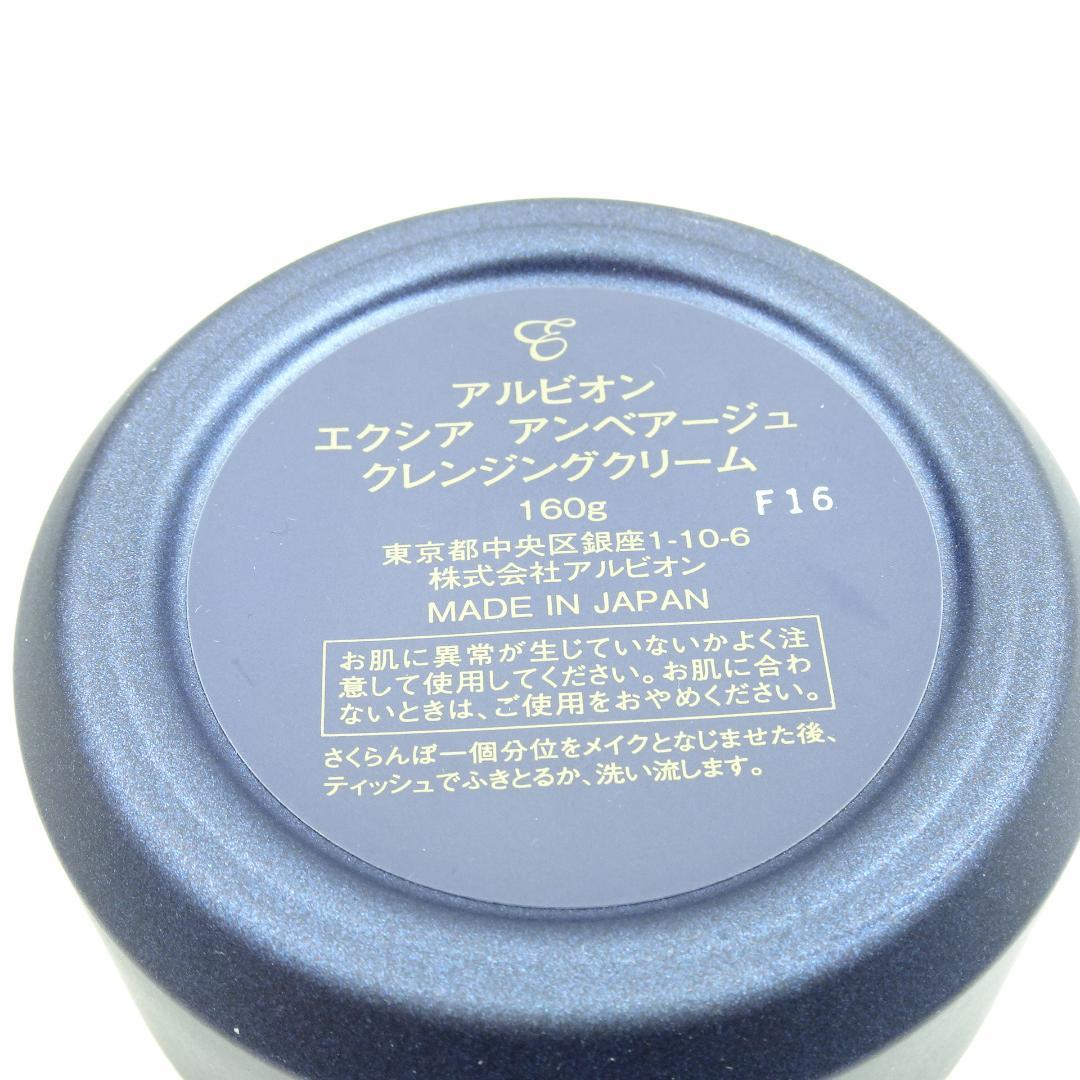 E
アルビオン
エクシア アンベアージュ
クレンジングクリーム
160g
F16
東京都中央区銀座1-10-6
株式会社アルビオン
MADE IN JAPAN
お肌に異常が生じていないかよく注
意して使用してください。お肌に合わ
ないときは、ご使用をおやめください。
さくらんぼ一個分位をメイクとなじませた後、
ティッシュでふきとるか、洗い流します。